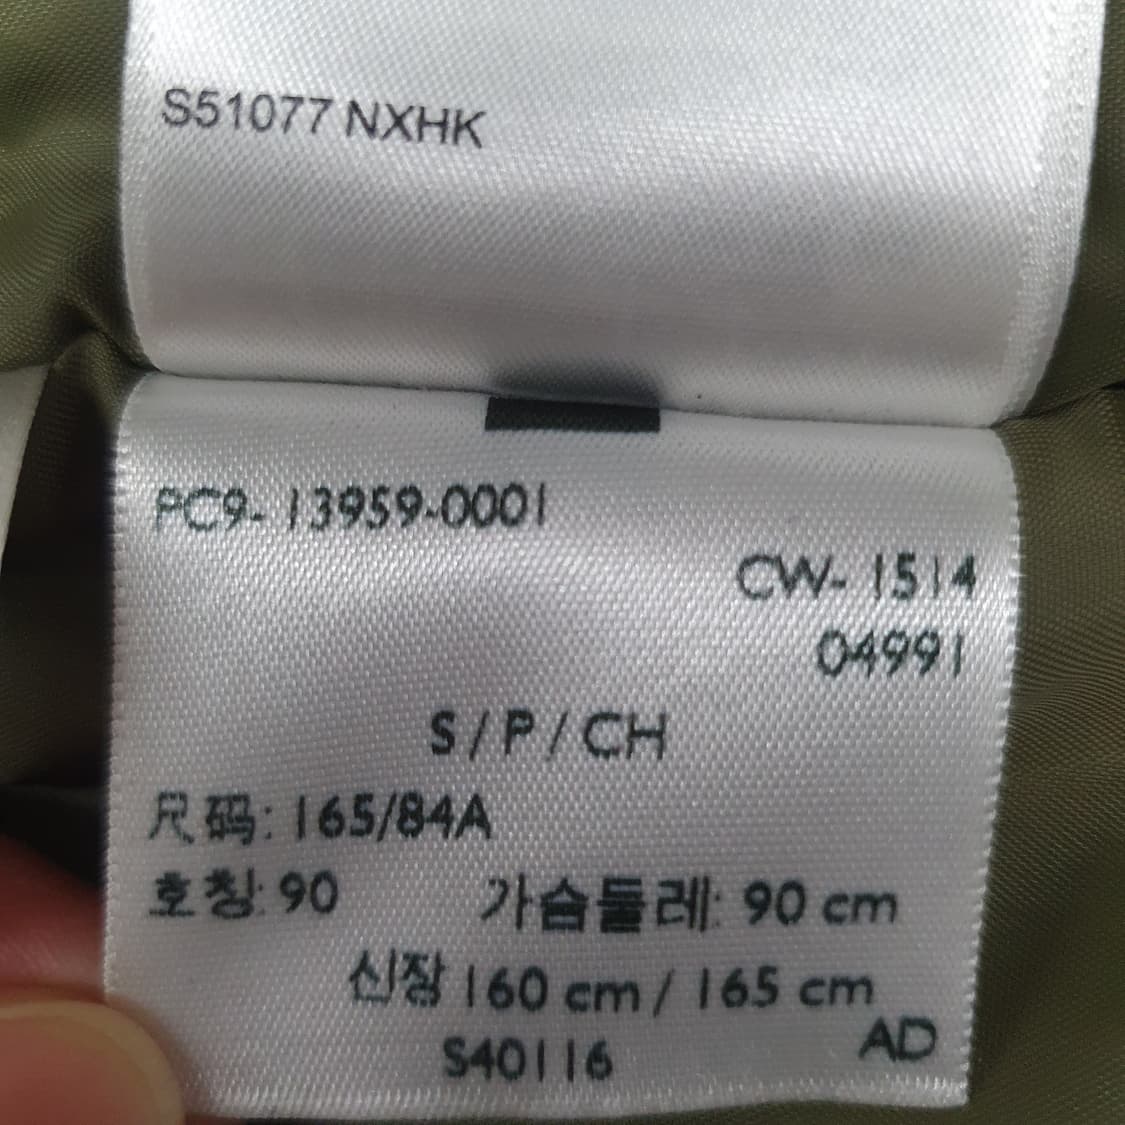 S51077 NXHK
PC9-13959-0001
CW-1514
04991
S/P/CH
尺码: 165/84A
호칭: 90 가슴둘레: 90 cm
신장 160 cm / 165 cm
S40116 AD